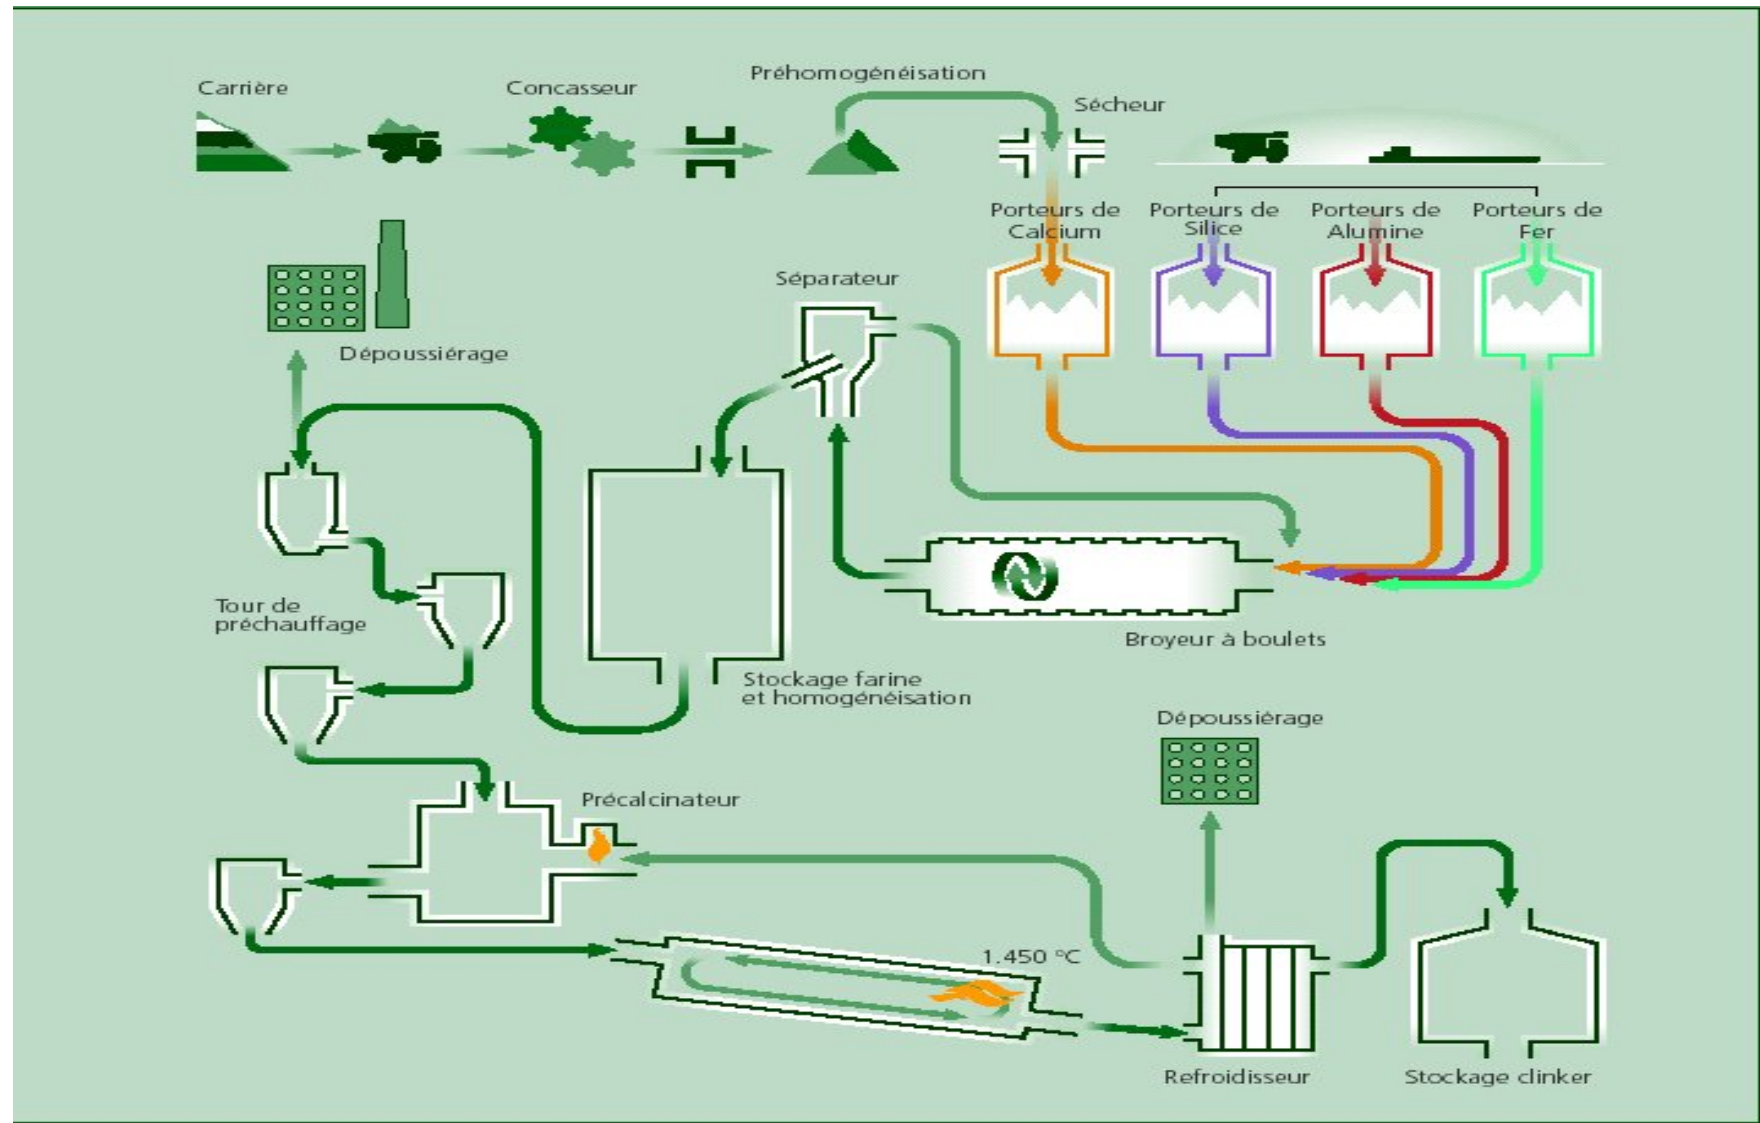 Carrière
Concasseur
Préhomogénéisation
Sécheur
Porteurs de
Calcium
Porteurs de
Silice
Porteurs de
Alumine
Porteurs de
Fer
Séparateur
Dépoussiérage
Tour de
préchauffage
Broyeur à boulets
Stockage farine
et homogénéisation
Dépoussiérage
Précalcinateur
1.450 ºC
Refroidisseur
Stockage clinker